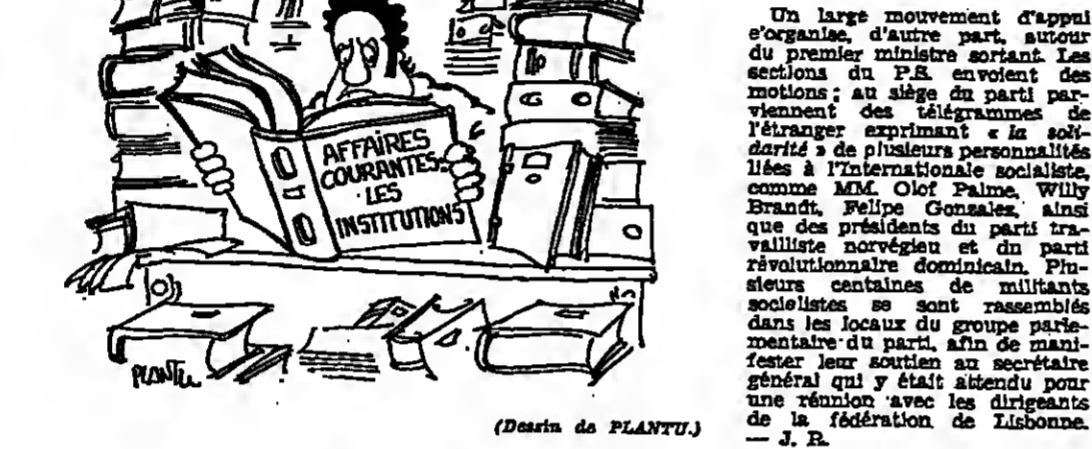 AFFAIRES
COURANTES:
LES
INSTITUTIONS
PLANTU
(Dessin de PLANTU.)
Un large mouvement d'appui
s'organise, d'autre part, autour
du premier ministre sortant. Les
sections du P.S. envoient des
motions ; au siège du parti par-
viennent des télégrammes de
l'étranger exprimant « la soli-
darité » de plusieurs personnalités
liées à l'Internationale socialiste,
comme MM. Olof Palme, Willy
Brandt, Felipe Gonzalez, ainsi
que des présidents du parti tra-
vailliste norvégien et du parti
révolutionnaire dominicain. Plu-
sieurs centaines de militants
socialistes se sont rassemblés
dans les locaux du groupe parle-
mentaire du parti, afin de mani-
fester leur soutien au secrétaire
général qui y était attendu pour
une réunion avec les dirigeants
de la fédération de Lisbonne.
— J. R.